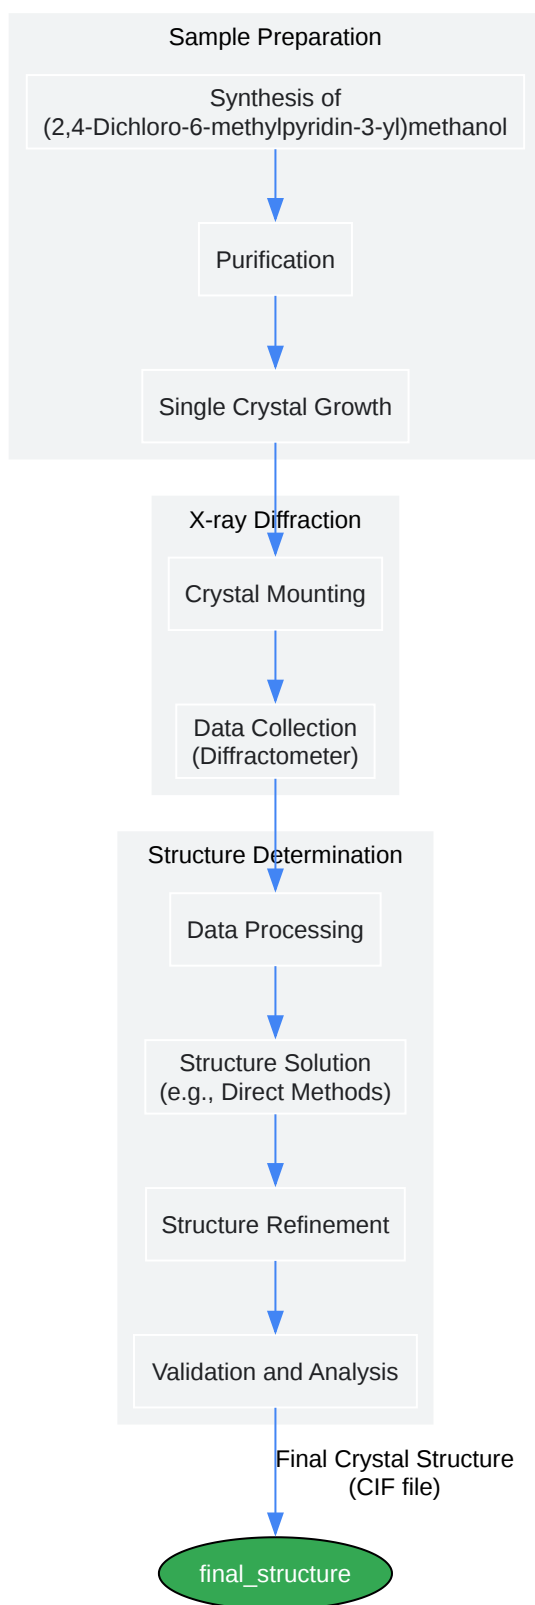 Sample Preparation
Synthesis of
(2,4-Dichloro-6-methylpyridin-3-yl)methanol
Purification
Single Crystal Growth
X-ray Diffraction
Crystal Mounting
Data Collection
(Diffractometer)
Structure Determination
Data Processing
Structure Solution
(e.g., Direct Methods)
Structure Refinement
Validation and Analysis
Final Crystal Structure
(CIF file)
final_structure